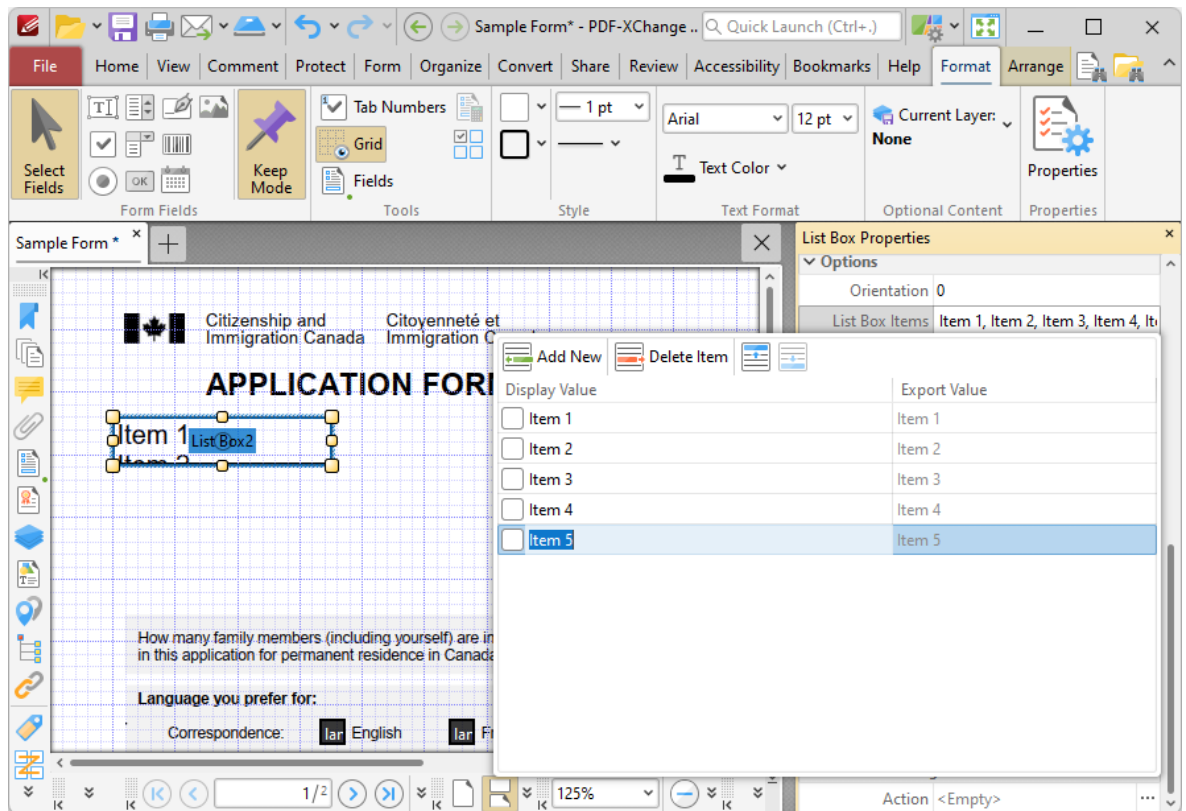 Sample Form* - PDF-XChange ..
Quick Launch (Ctrl+.)
File Home View Comment Protect Form Organize Convert Share Review Accessibility Bookmarks Help Format Arrange
Select Fields
OK
Form Fields
Keep Mode
Tab Numbers
Grid
Fields
Tools
1 pt
Style
Arial
12 pt
T Text Color
Text Format
Current Layer:
None
Optional Content
Properties
Properties
Sample Form *
List Box Properties
Options
Orientation 0
List Box Items Item 1, Item 2, Item 3, Item 4, It
Citizenship and
Immigration Canada
Citoyenneté et
Immigration C
APPLICATION FOR
Item 1
List Box2
Item 2
Add New Delete Item
Display Value Export Value
Item 1 Item 1
Item 2 Item 2
Item 3 Item 3
Item 4 Item 4
Item 5 Item 5
How many family members (including yourself) are in
in this application for permanent residence in Canada
Language you prefer for:
Correspondence: lar English lar Fr
1/2
125%
Action <Empty> ...